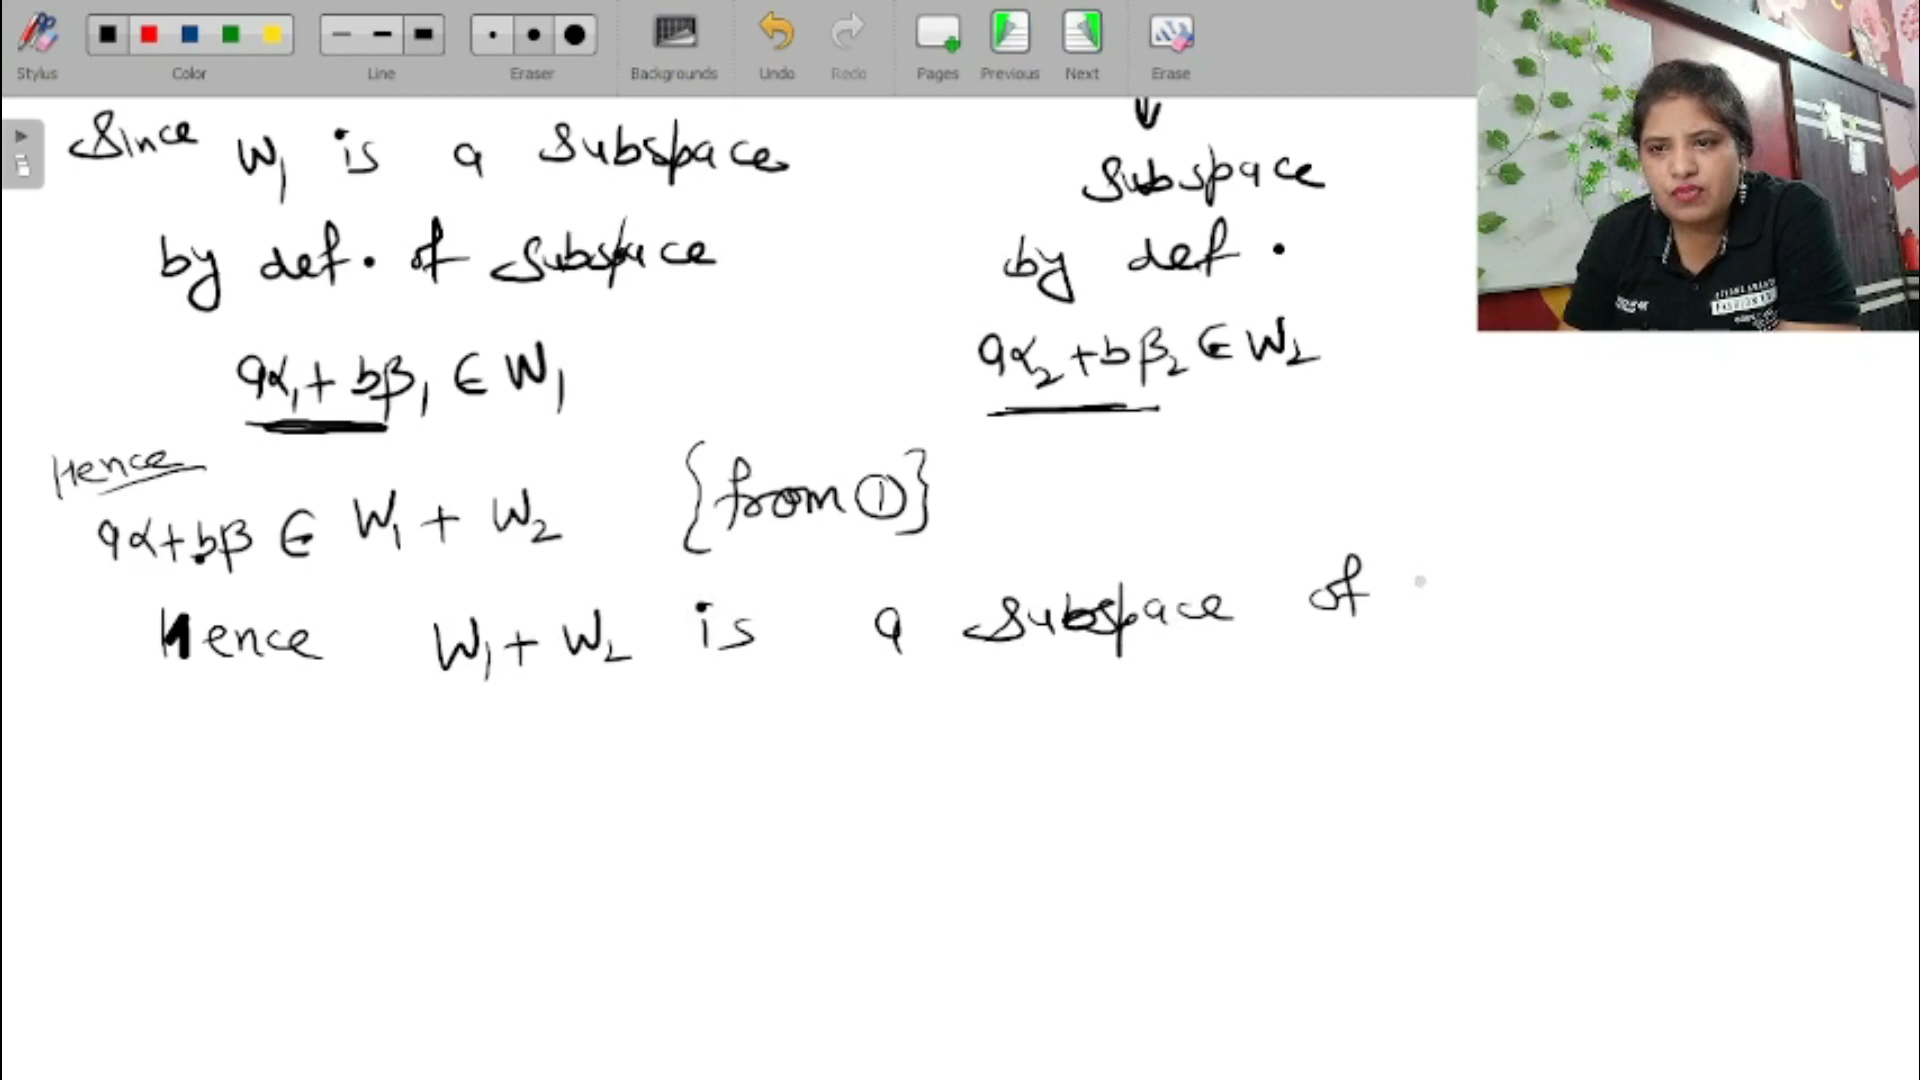 Stylus
Color
Line
Eraser
Backgrounds
Undo
Redo
Pages
Previous
Next
Erase
Since W₁ is a subspace
by def. of subspace
aα₁ + bβ₁ ∈ W₁
subspace
by def.
aα₂ + bβ₂ ∈ W₂
Hence
aα+bβ ∈ W₁ + W₂ {from ①}
Hence W₁ + W₂ is a subspace of